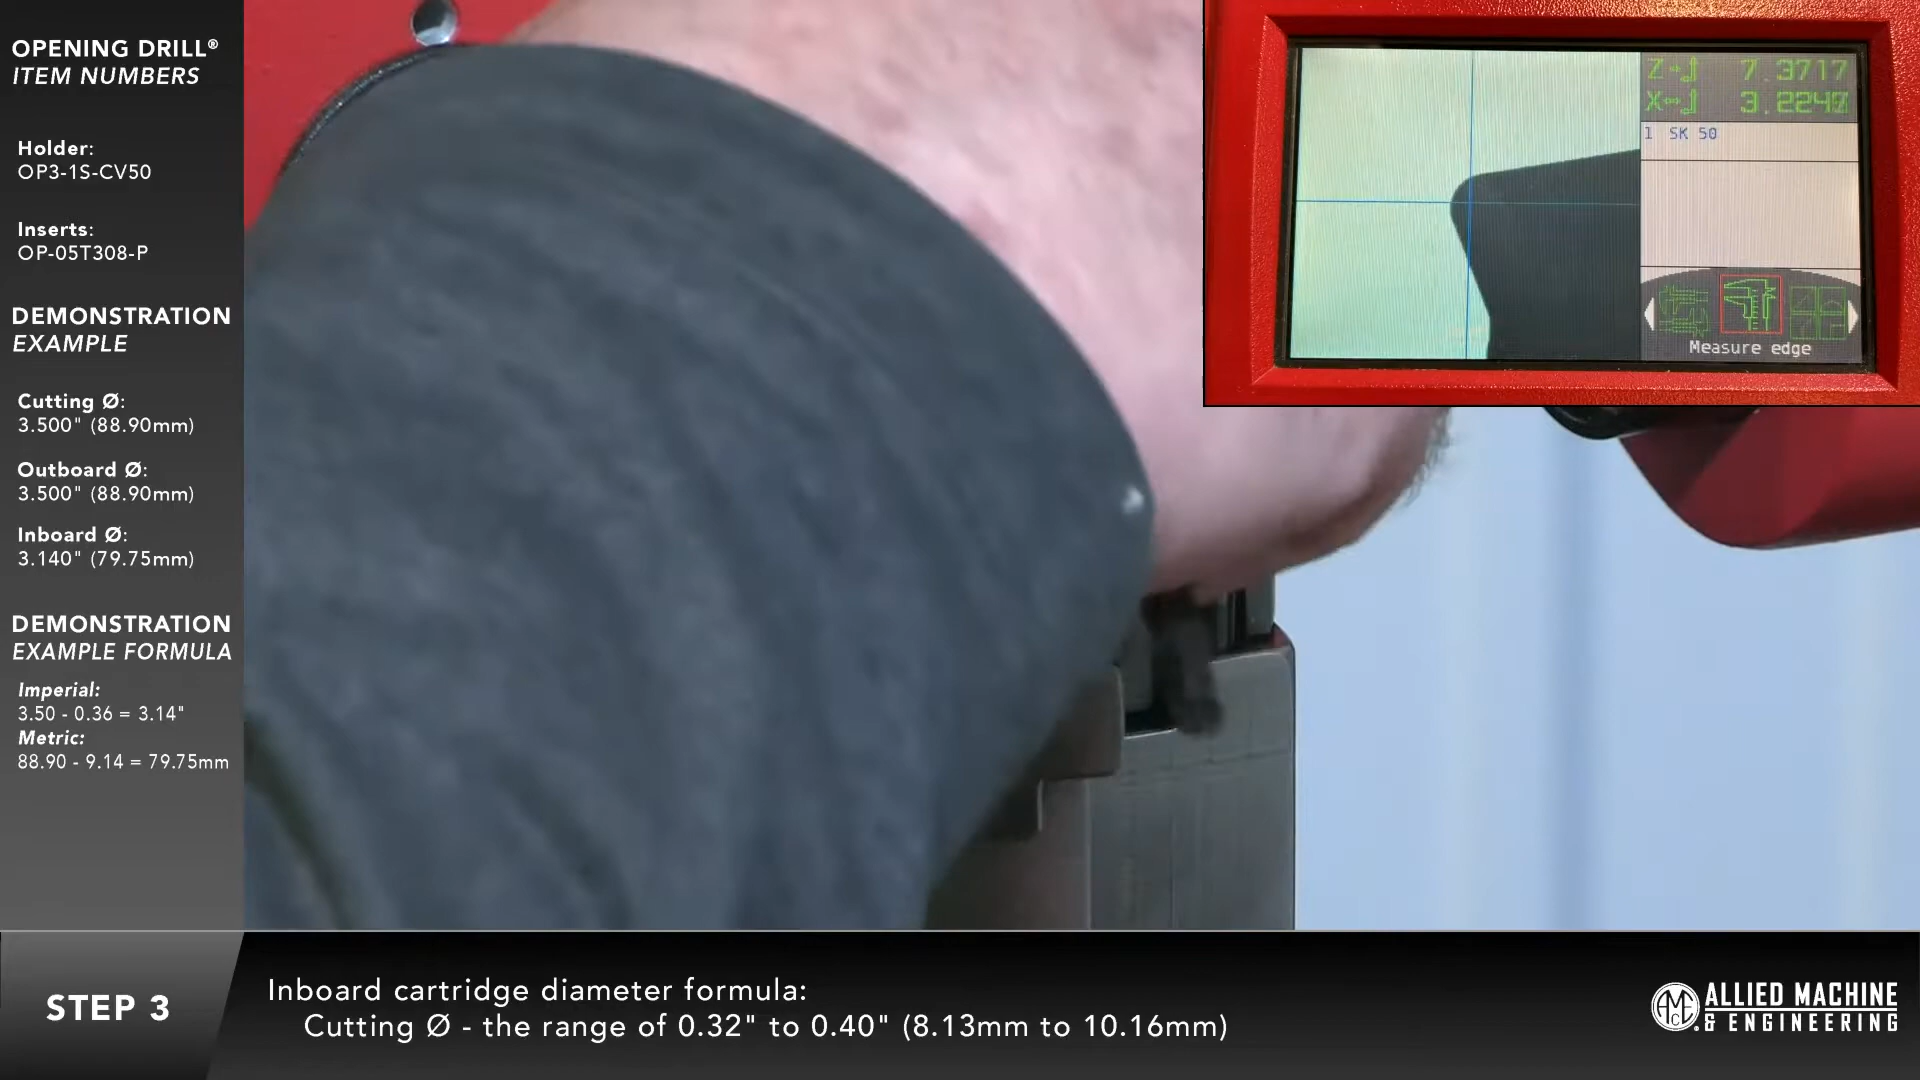 OPENING DRILL®
ITEM NUMBERS
Holder:
OP3-1S-CV50
Inserts:
OP-05T308-P
DEMONSTRATION
EXAMPLE
Cutting Ø:
3.500" (88.90mm)
Outboard Ø:
3.500" (88.90mm)
Inboard Ø:
3.140" (79.75mm)
DEMONSTRATION
EXAMPLE FORMULA
Imperial:
3.50 - 0.36 = 3.14"
Metric:
88.90 - 9.14 = 79.75mm
Z 7.3717
X
1 SK 50
Measure edge
STEP 3
Inboard cartridge diameter formula:
Cutting Ø - the range of 0.32" to 0.40" (8.13mm to 10.16mm)
AMEC
ALLIED MACHINE
& ENGINEERING